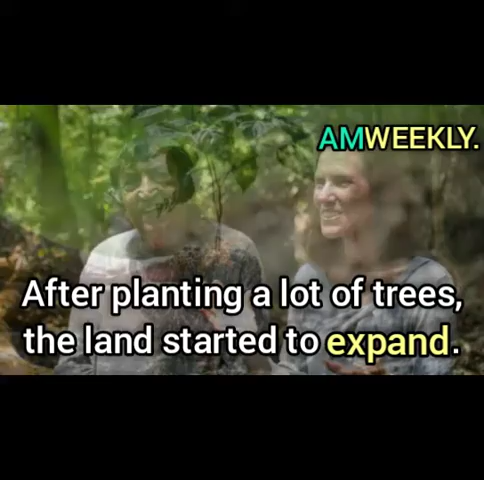 AMWEEKLY.
After planting a lot of trees,
the land started to expand.